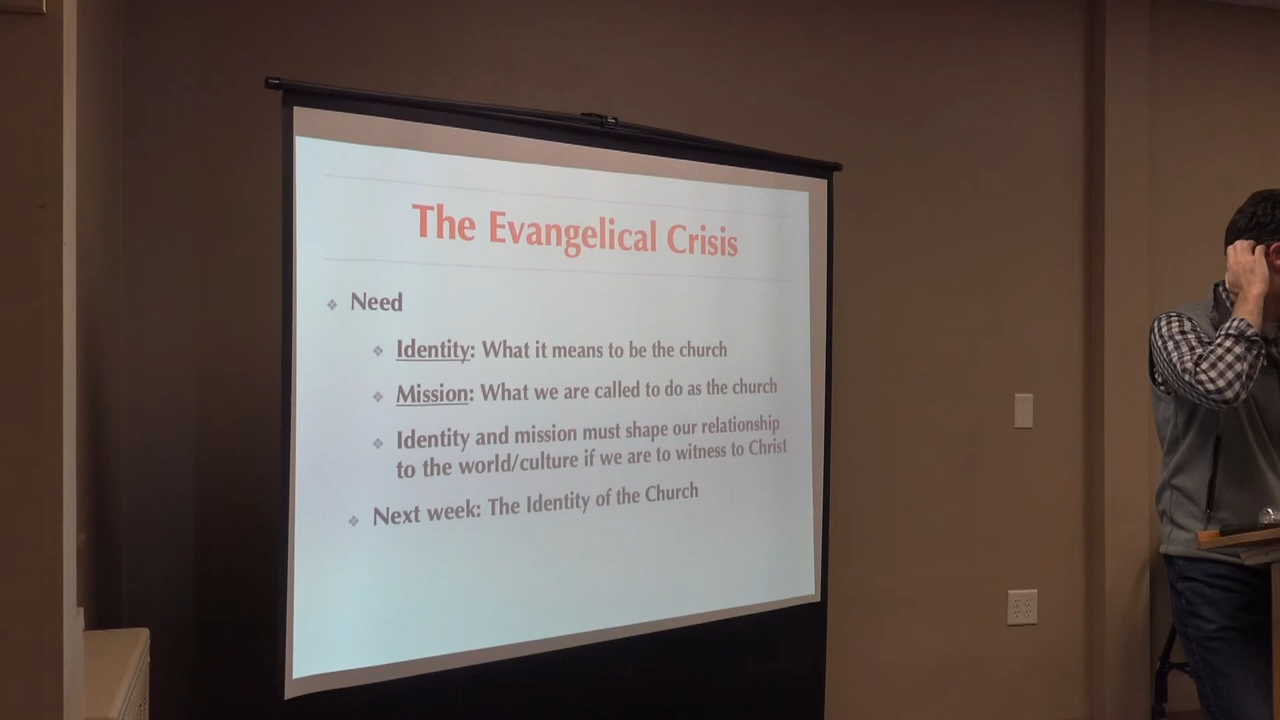 The Evangelical Crisis
Need
Identity: What it means to be the church
Mission: What we are called to do as the church
Identity and mission must shape our relationship
to the world/culture if we are to witness to Christ
Next week: The Identity of the Church